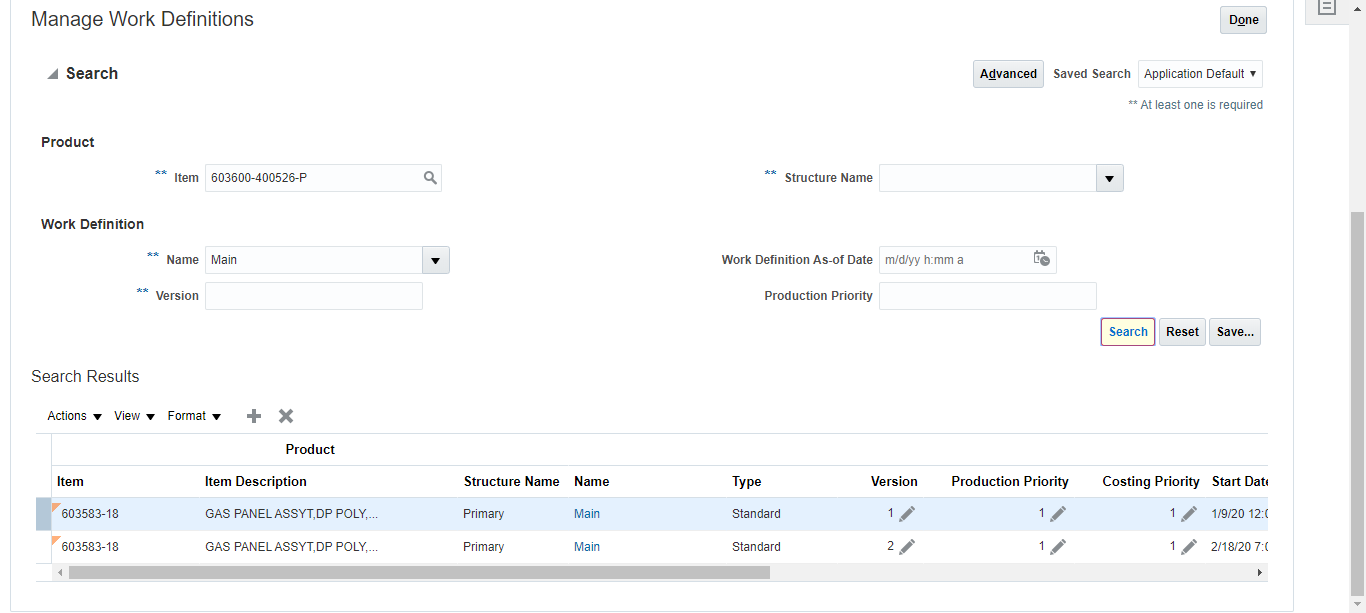 Manage Work Definitions
Done
Search
Advanced Saved Search Application Default
** At least one is required
Product
** Item 603600-400526-P ** Structure Name
Work Definition
** Name Main Work Definition As-of Date m/d/yy h:mm a
** Version Production Priority
Search Reset Save...
Search Results
Actions View Format
Product
Item Item Description Structure Name Name Type Version Production Priority Costing Priority Start Date
603583-18 GAS PANEL ASSYT,DP POLY,... Primary Main Standard 1 1 1 1/9/20 12:0
603583-18 GAS PANEL ASSYT,DP POLY,... Primary Main Standard 2 1 1 2/18/20 7:0